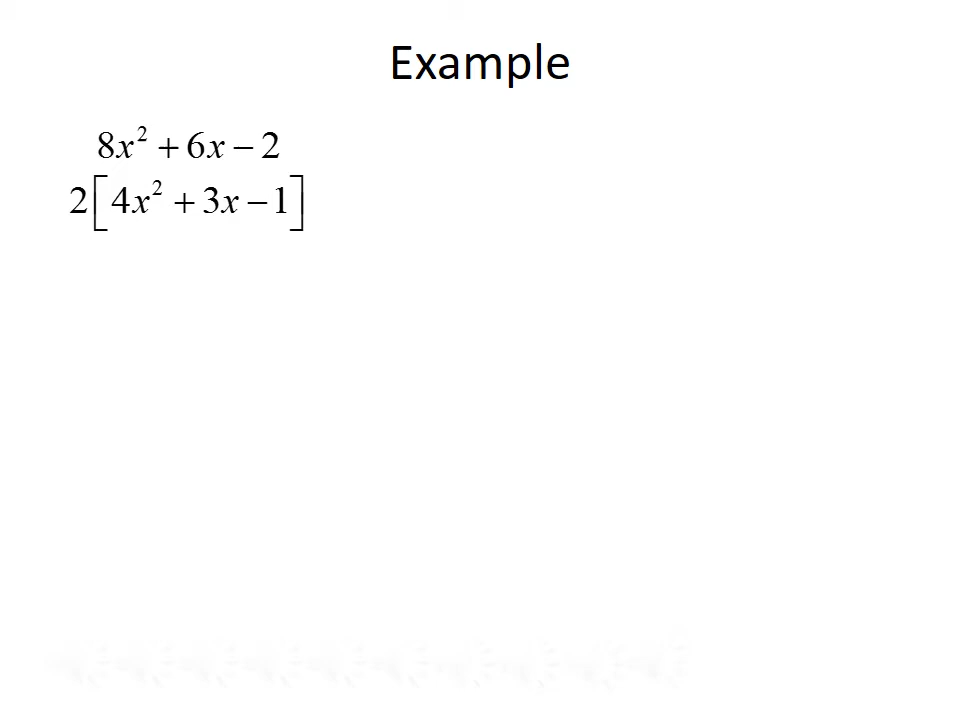 Example
8x² + 6x − 2
2[4x² + 3x − 1]